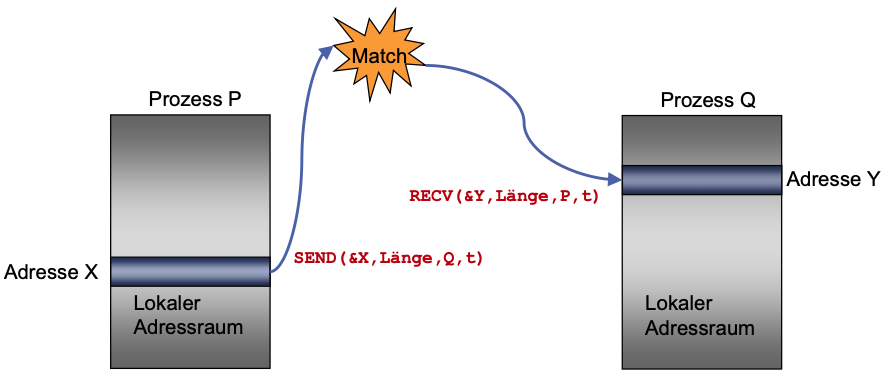 Match
Prozess P
Prozess Q
Adresse Y
RECV(&Y,Länge,P,t)
SEND(&X,Länge,Q,t)
Adresse X
Lokaler
Adressraum
Lokaler
Adressraum